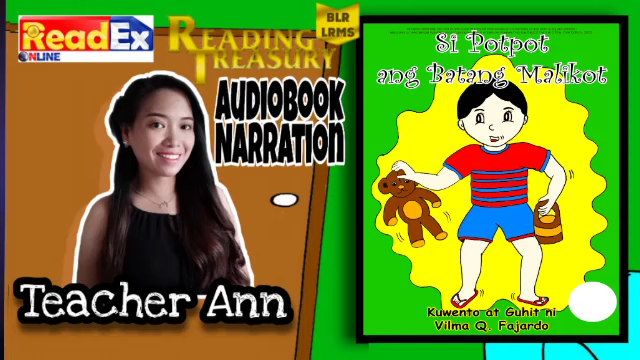 ReadEx
ONLINE
READING
TREASURY
BLR
LRMS
AUDIOBOOK
NARRATION
Teacher Ann
Si Potpot
ang Batang Malikot
Kuwento at Guhit ni
Vilma Q. Fajardo